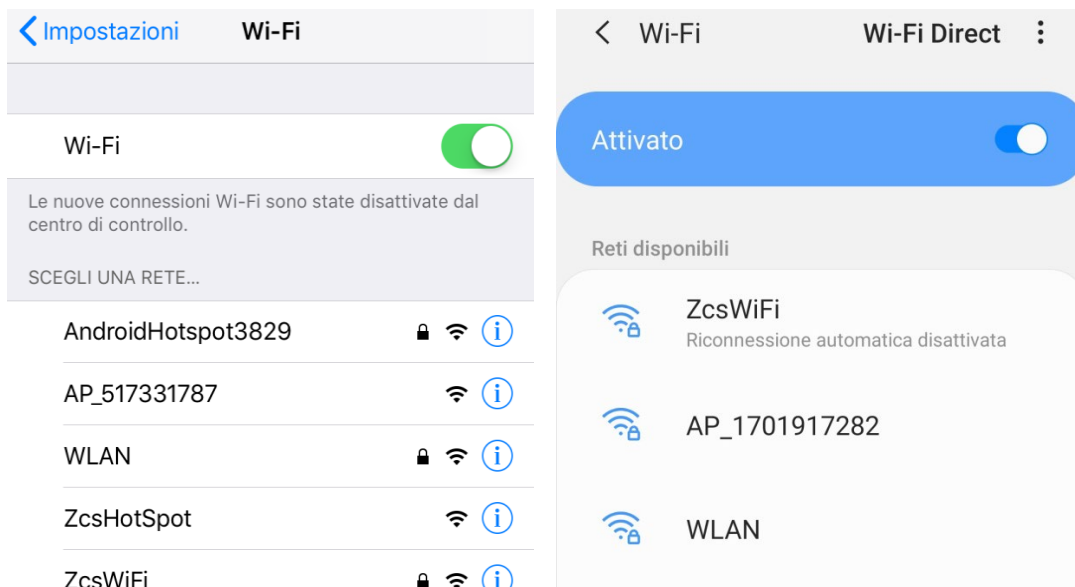 Impostazioni
Wi-Fi
Wi-Fi
Le nuove connessioni Wi-Fi sono state disattivate dal
centro di controllo.
SCEGLI UNA RETE...
AndroidHotspot3829
AP_517331787
WLAN
ZcsHotSpot
ZcsWiFi
Wi-Fi
Wi-Fi Direct
Attivato
Reti disponibili
ZcsWiFi
Riconnessione automatica disattivata
AP_1701917282
WLAN